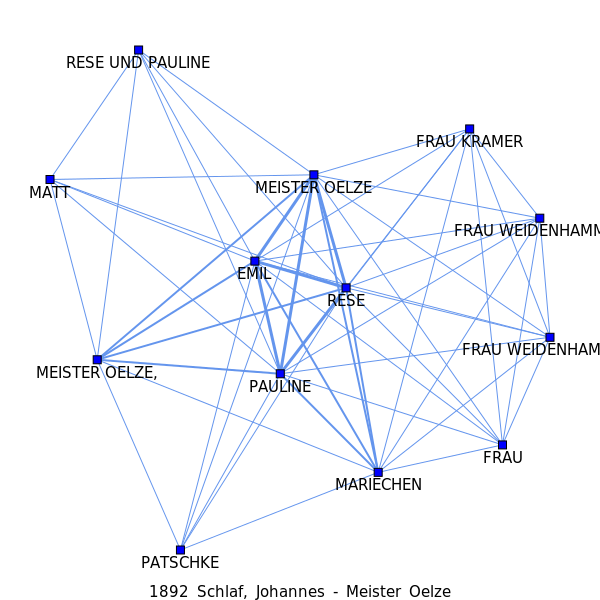 RESE UND PAULINE
FRAU KRAMER
MATT
MEISTER OELZE
FRAU WEIDENHAMM
EMIL
RESE
FRAU WEIDENHAM
MEISTER OELZE,
PAULINE
FRAU
MARIECHEN
PATSCHKE
1892 Schlaf, Johannes - Meister Oelze